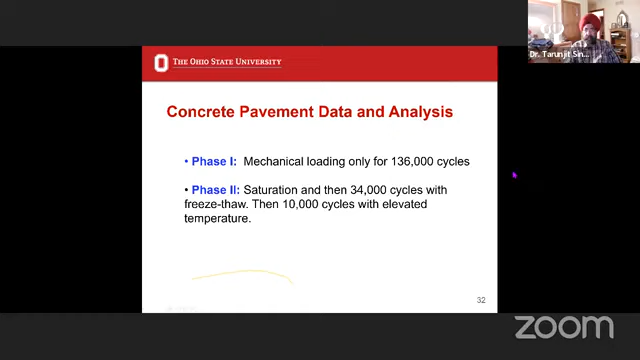 THE OHIO STATE UNIVERSITY
Dr. Tarunjit Sin...
Concrete Pavement Data and Analysis
• Phase I: Mechanical loading only for 136,000 cycles
• Phase II: Saturation and then 34,000 cycles with
freeze-thaw. Then 10,000 cycles with elevated
temperature.
32
zoom